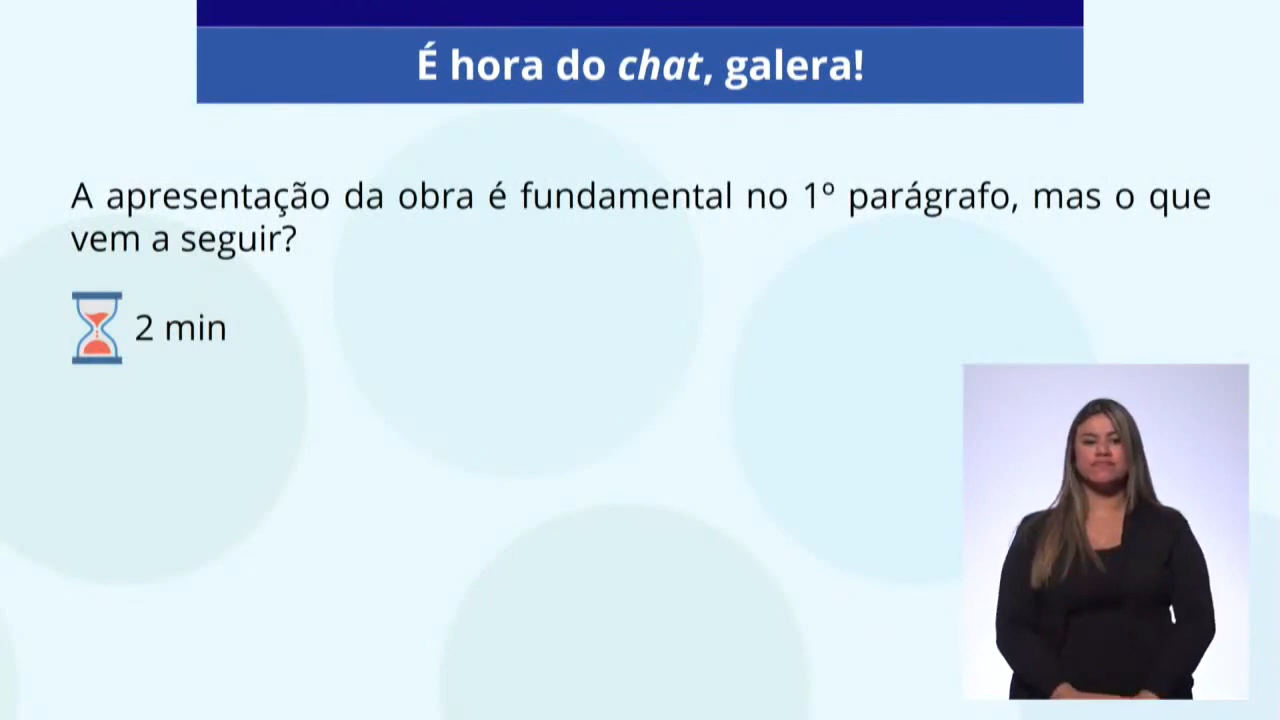 É hora do chat, galera!
A apresentação da obra é fundamental no 1º parágrafo, mas o que
vem a seguir?
2 min